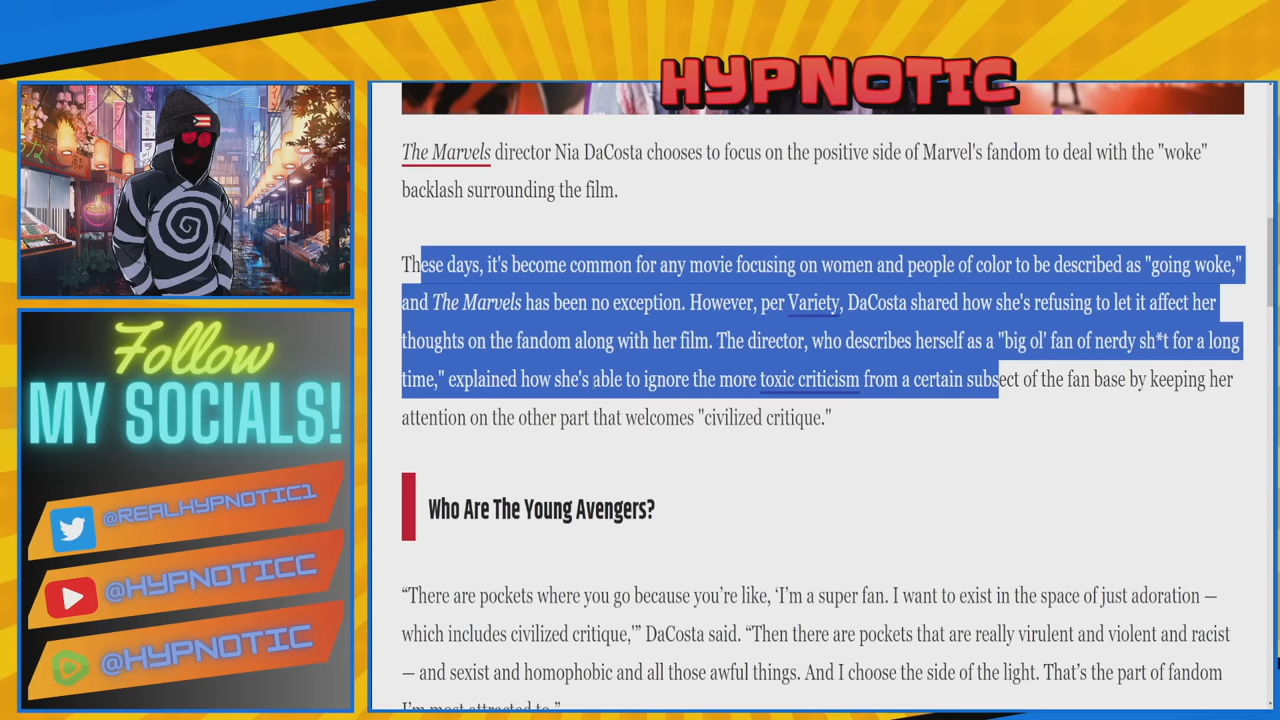 HYPNOTIC
The Marvels director Nia DaCosta chooses to focus on the positive side of Marvel's fandom to deal with the "woke"
backlash surrounding the film.
These days, it's become common for any movie focusing on women and people of color to be described as "going woke,"
and The Marvels has been no exception. However, per Variety, DaCosta shared how she's refusing to let it affect her
thoughts on the fandom along with her film. The director, who describes herself as a "big ol' fan of nerdy sh*t for a long
time," explained how she's able to ignore the more toxic criticism from a certain subsect of the fan base by keeping her
attention on the other part that welcomes "civilized critique."
Who Are The Young Avengers?
“There are pockets where you go because you’re like, ‘I’m a super fan. I want to exist in the space of just adoration —
which includes civilized critique,’” DaCosta said. “Then there are pockets that are really virulent and violent and racist
— and sexist and homophobic and all those awful things. And I choose the side of the light. That’s the part of fandom
I’m most attracted to.”
Follow
MY SOCIALS!
@REALHYPNOTIC1
@HYPNOTICC
@HYPNOTIC